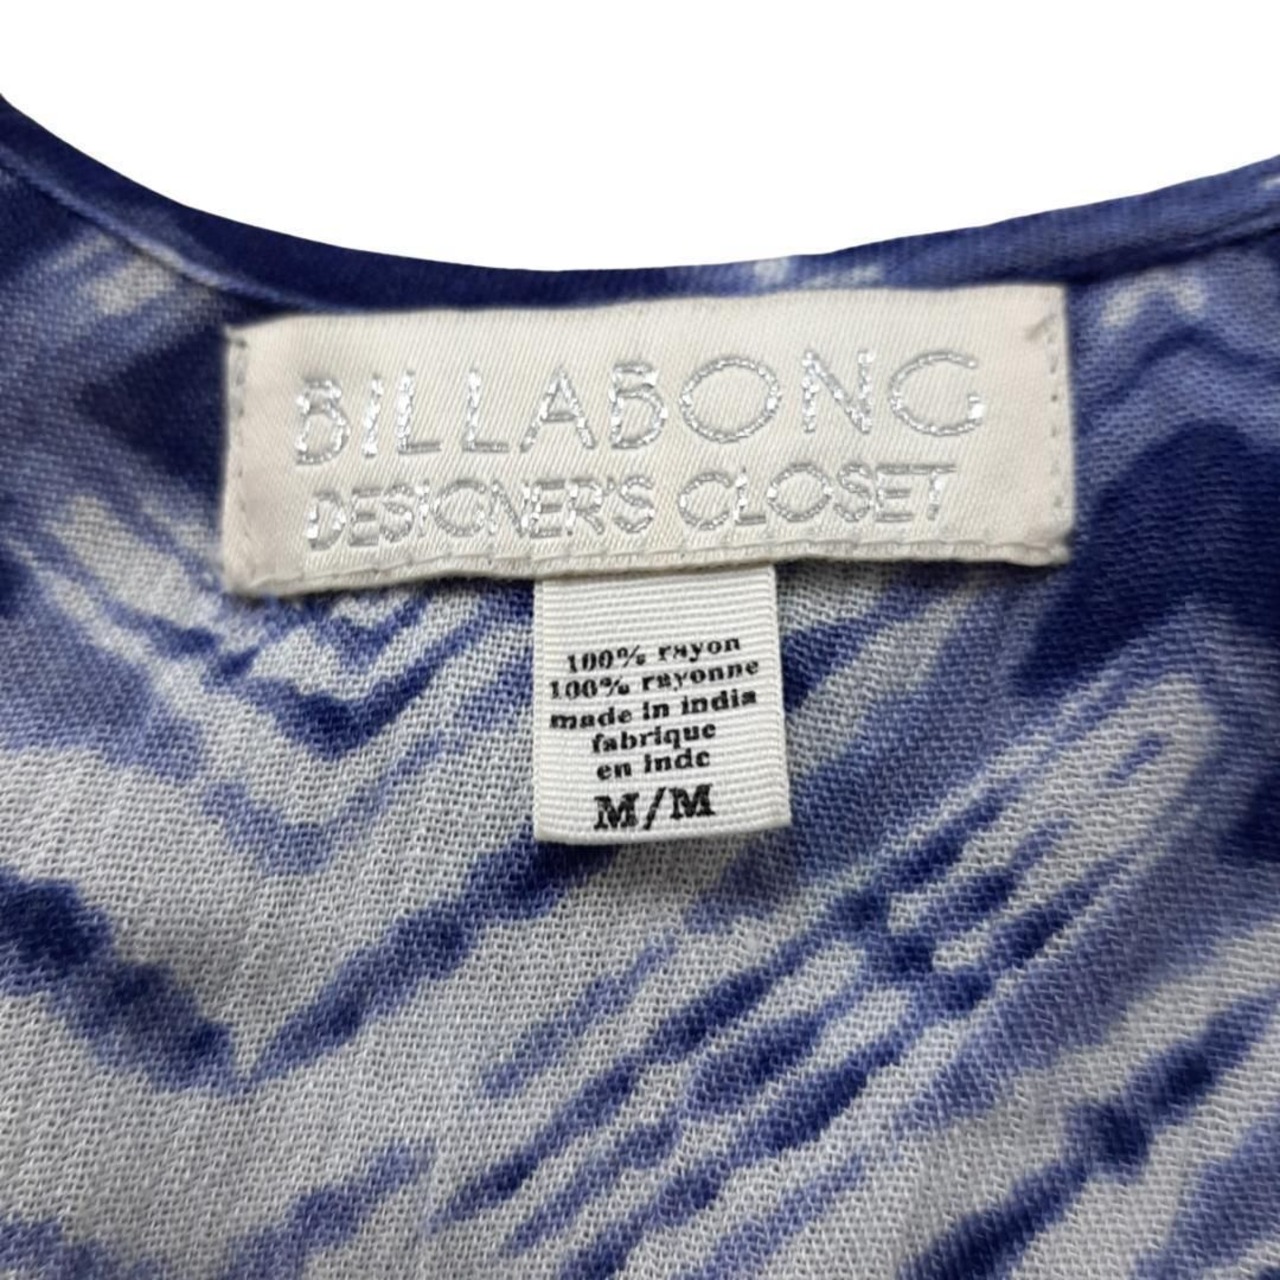 BILLABONG
DESIGNER'S CLOSET
100% rayon
100% rayonne
made in india
fabrique
en Inde
M/M